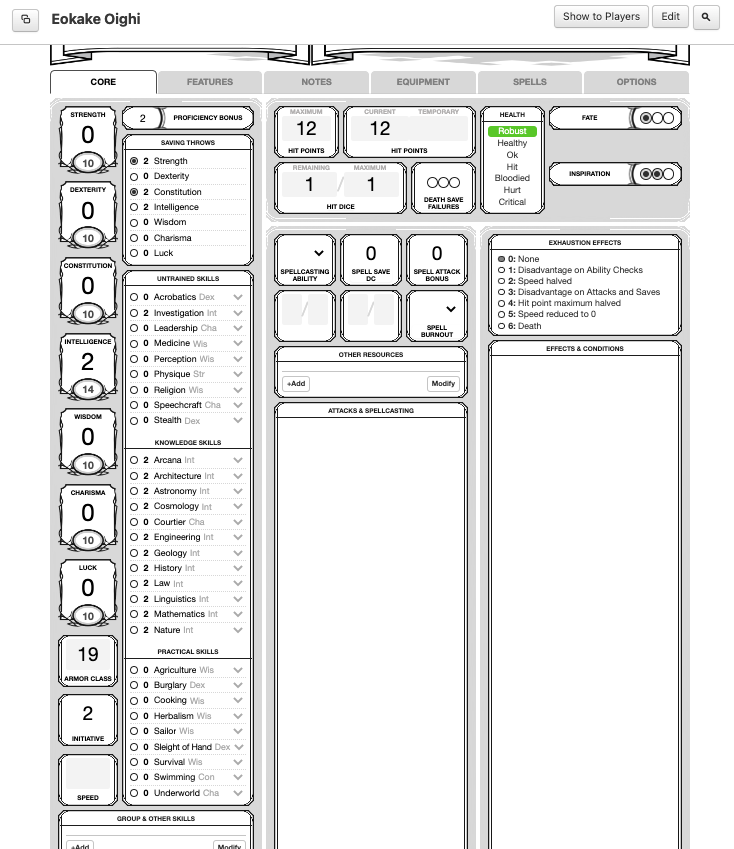 Eokake Oighi
Show to Players
Edit
CORE
FEATURES
NOTES
EQUIPMENT
SPELLS
OPTIONS
STRENGTH
0
10
DEXTERITY
0
10
CONSTITUTION
0
10
INTELLIGENCE
2
14
WISDOM
0
10
CHARISMA
0
10
LUCK
0
10
19
ARMOR CLASS
2
INITIATIVE
SPEED
2 PROFICIENCY BONUS
SAVING THROWS
2 Strength
0 Dexterity
2 Constitution
2 Intelligence
0 Wisdom
0 Charisma
0 Luck
UNTRAINED SKILLS
0 Acrobatics Dex
2 Investigation Int
0 Leadership Cha
0 Medicine Wis
0 Perception Wis
0 Physique Str
0 Religion Wis
0 Speechcraft Cha
0 Stealth Dex
KNOWLEDGE SKILLS
2 Arcana Int
2 Architecture Int
2 Astronomy Int
2 Cosmology Int
0 Courtier Cha
2 Engineering Int
2 Geology Int
2 History Int
2 Law Int
2 Linguistics Int
2 Mathematics Int
2 Nature Int
PRACTICAL SKILLS
0 Agriculture Wis
0 Burglary Dex
0 Cooking Wis
0 Herbalism Wis
0 Sailor Wis
0 Sleight of Hand Dex
0 Survival Wis
0 Swimming Con
0 Underworld Cha
GROUP & OTHER SKILLS
+Add
Modify
MAXIMUM
12
HIT POINTS
CURRENT TEMPORARY
12
HIT POINTS
REMAINING MAXIMUM
1 / 1
HIT DICE
DEATH SAVE
FAILURES
HEALTH
Robust
Healthy
Ok
Hit
Bloodied
Hurt
Critical
FATE
INSPIRATION
SPELLCASTING
ABILITY
0
SPELL SAVE
DC
0
SPELL ATTACK
BONUS
/
/
SPELL
BURNOUT
OTHER RESOURCES
+Add
Modify
ATTACKS & SPELLCASTING
EXHAUSTION EFFECTS
0: None
1: Disadvantage on Ability Checks
2: Speed halved
3: Disadvantage on Attacks and Saves
4: Hit point maximum halved
5: Speed reduced to 0
6: Death
EFFECTS & CONDITIONS